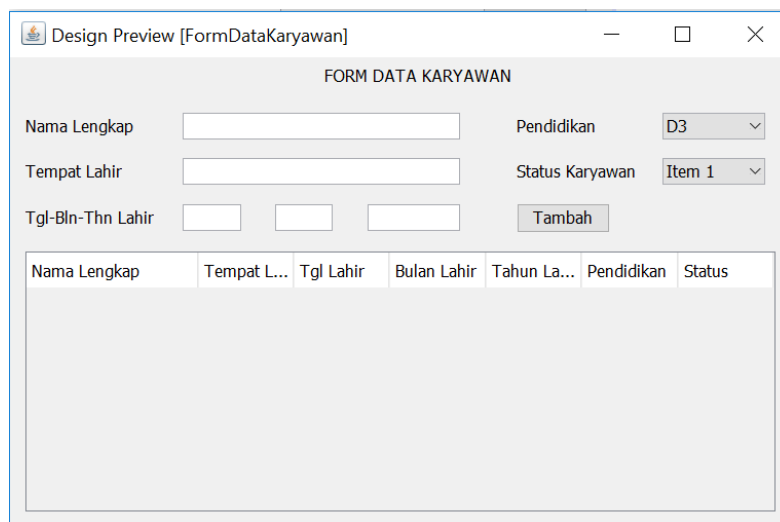 Design Preview [FormDataKaryawan]
FORM DATA KARYAWAN
Nama Lengkap Pendidikan D3
Tempat Lahir Status Karyawan Item 1
Tgl-Bln-Thn Lahir Tambah
Nama Lengkap Tempat L... Tgl Lahir Bulan Lahir Tahun La... Pendidikan Status